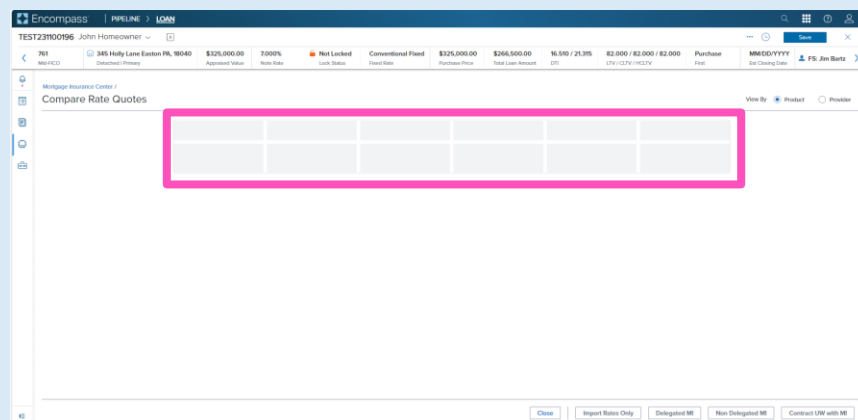 Encompass | PIPELINE > LOAN
TEST231100196 John Homeowner
Save
761 345 Holly Lane Easton PA, 18040 $325,000.00 7.000% Not Locked Conventional Fixed $325,000.00 $266,500.00 16.510 / 21.315 82.000 / 82.000 / 82.000 Purchase MM/DD/YYYY FS: Jim Bartz
Mid-FICO Detached | Primary Appraised Value Note Rate Lock Status Fixed Rate Purchase Price Total Loan Amount DTI LTV / CLTV / HCLTV First Est Closing Date
Mortgage Insurance Center /
Compare Rate Quotes
View By Product Provider
Close | Import Rates Only Delegated MI Non Delegated MI Contract UW with MI